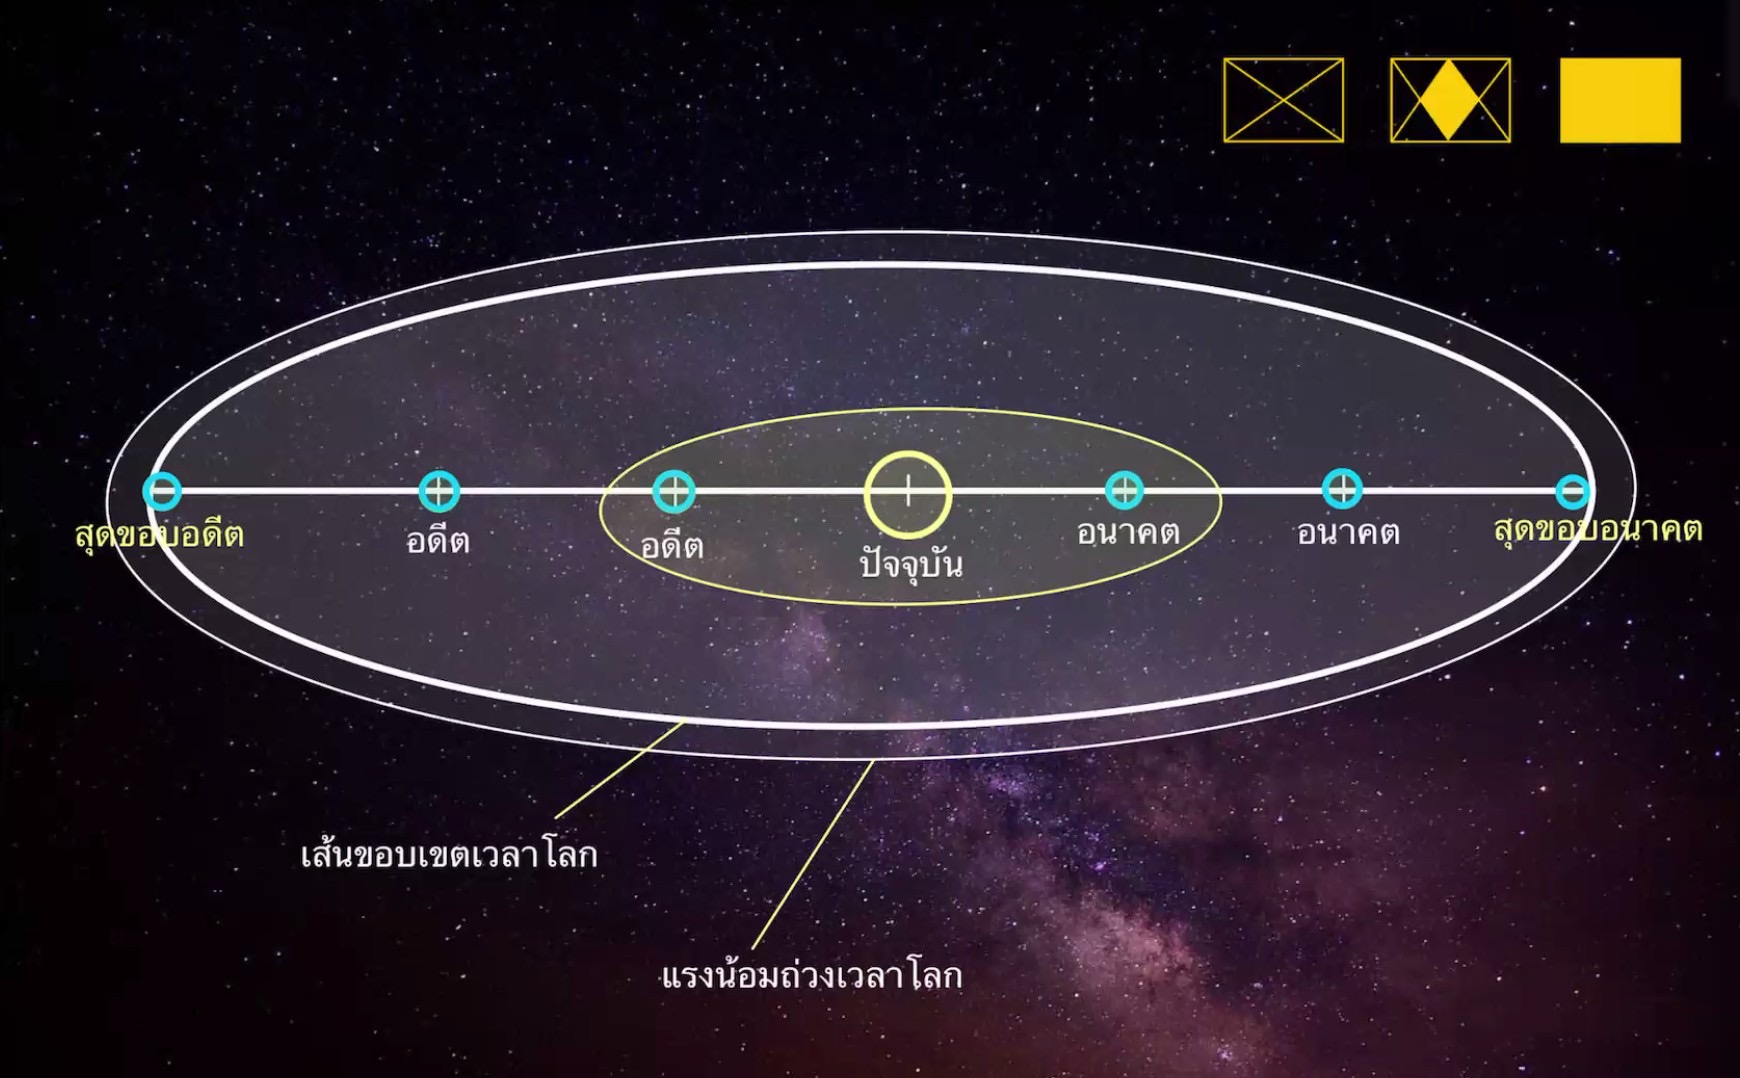 สุดขอบอดีต
อดีต
อดีต
ปัจจุบัน
อนาคต
อนาคต
สุดขอบอนาคต
เส้นขอบเขตเวลาโลก
แรงน้อมถ่วงเวลาโลก